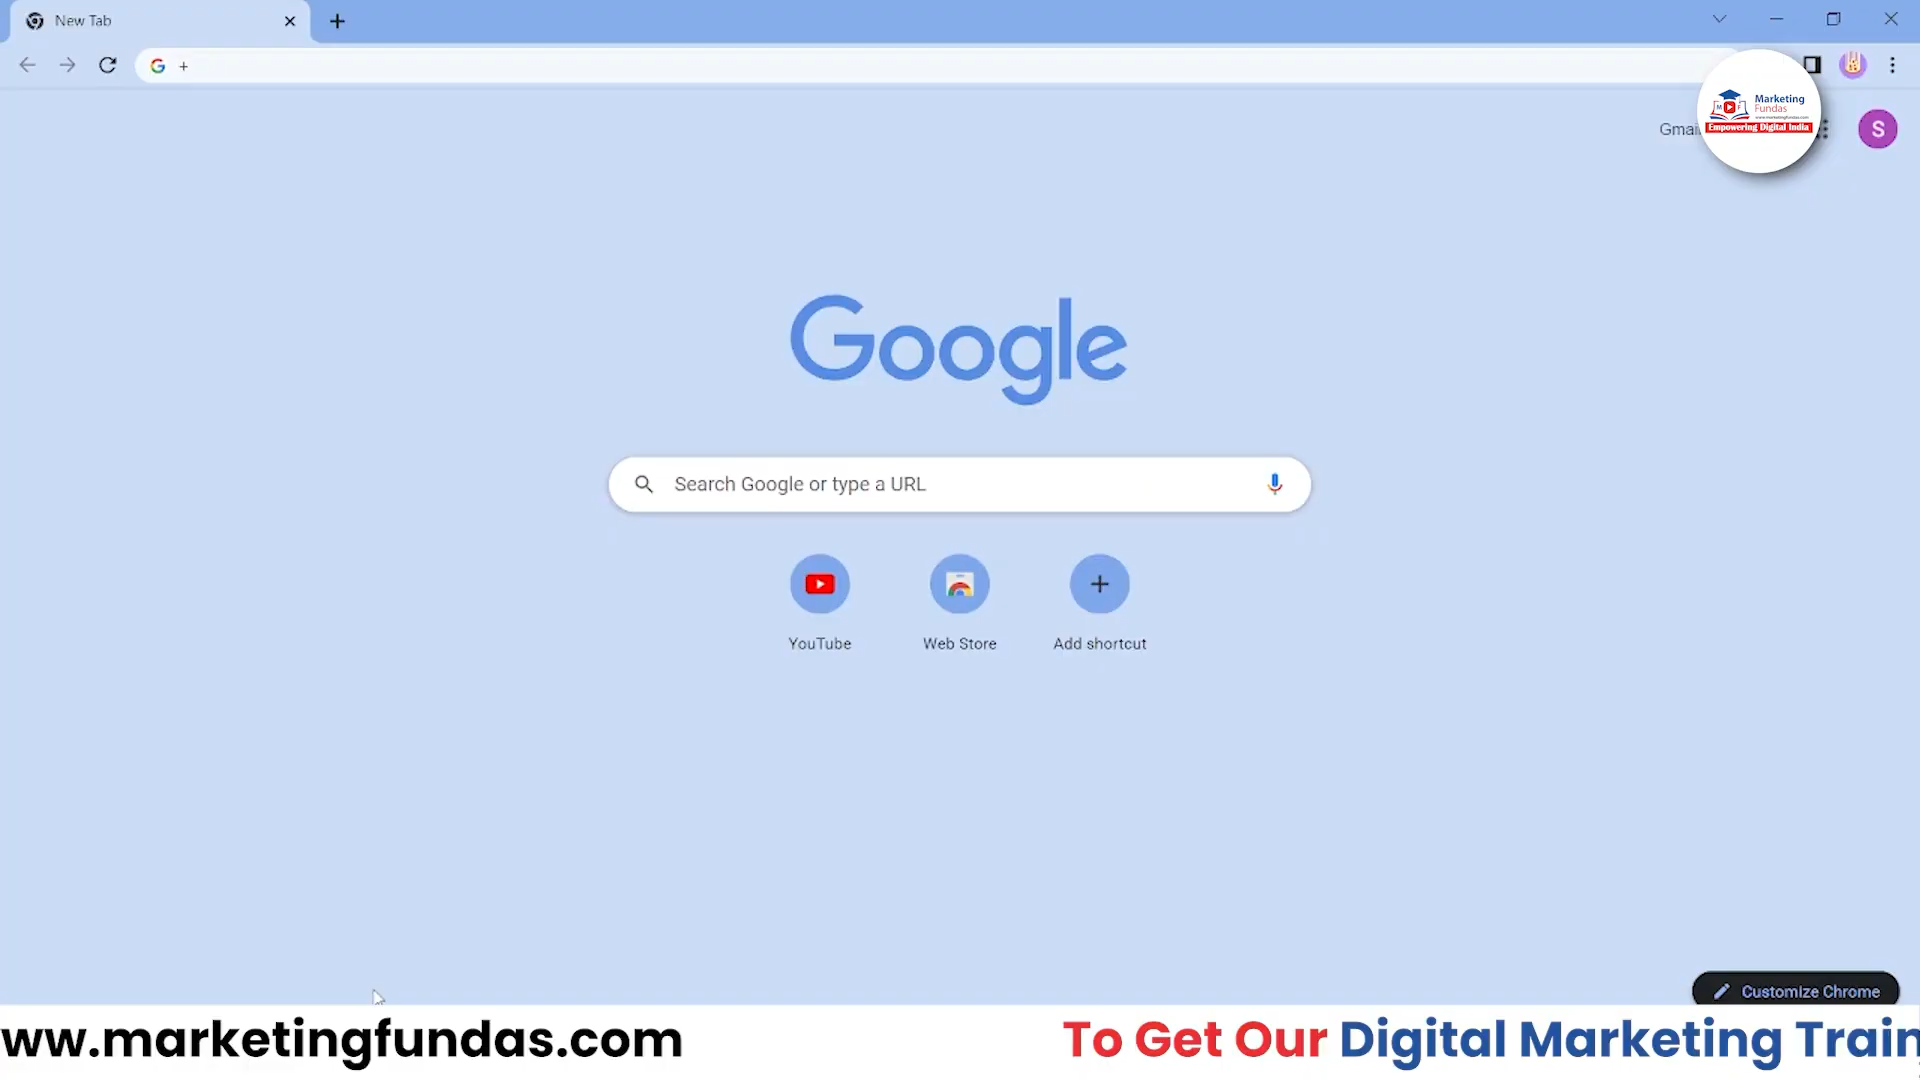 New Tab
+
Gmai
S
Marketing
Fundas
Empowering Digital India
Google
Search Google or type a URL
YouTube
Web Store
Add shortcut
Customize Chrome
ww.marketingfundas.com
To Get Our Digital Marketing Train